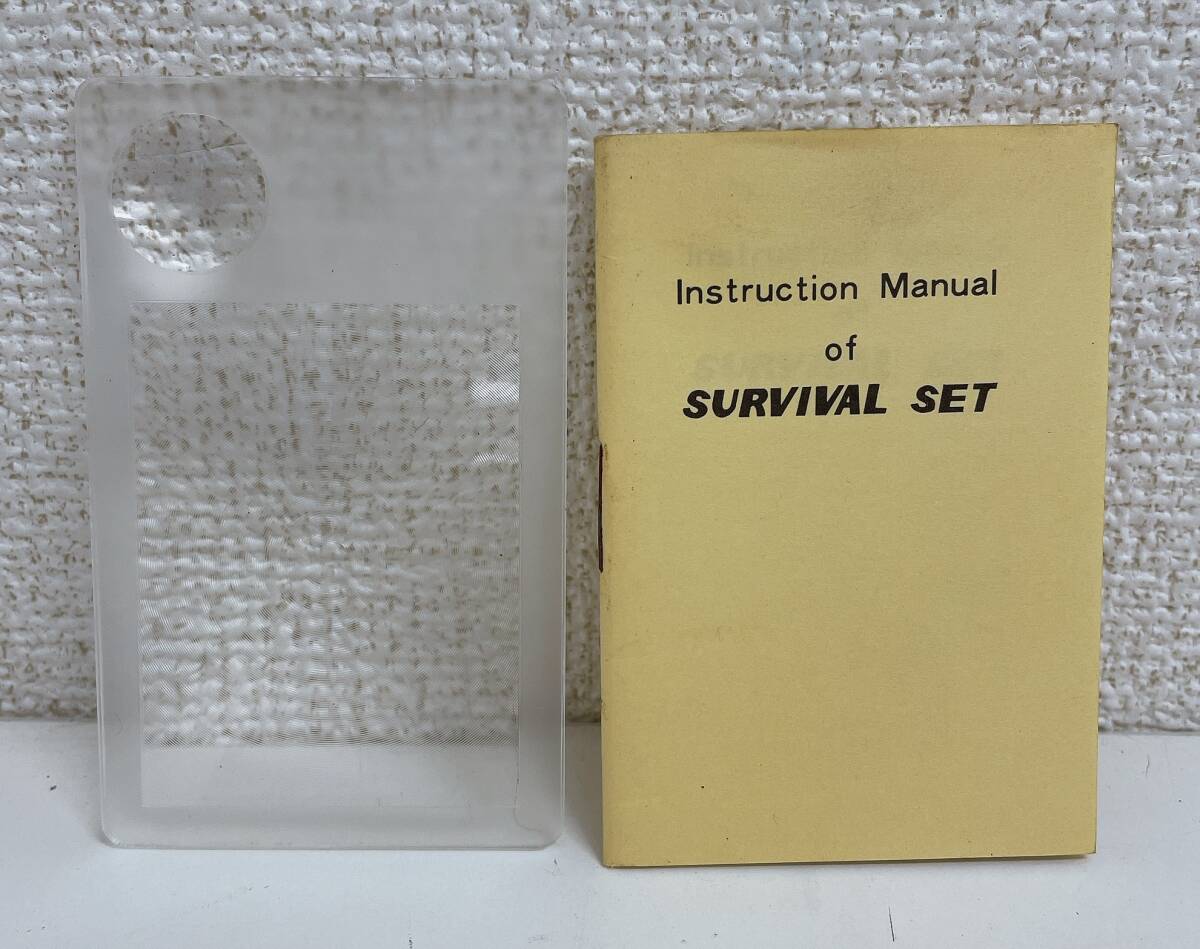 Instruction Manual
of
SURVIVAL SET